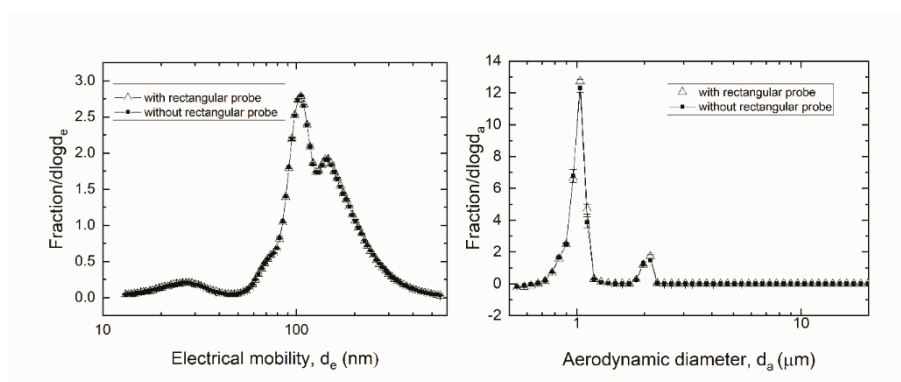 with rectangular probe
without rectangular probe
3.0
2.5
2.0
1.5
1.0
0.5
0.0
Fraction/dlogd_e
10
100
Electrical mobility, d_e (nm)
with rectangular probe
without rectangular probe
14
12
10
8
6
4
2
0
-2
Fraction/dlogd_a
1
10
Aerodynamic diameter, d_a (μm)